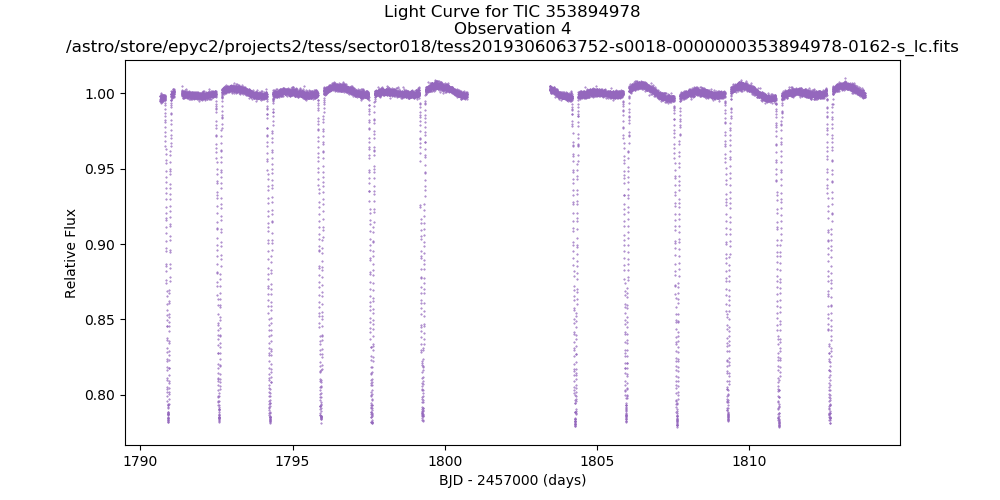 Light Curve for TIC 353894978
Observation 4
/astro/store/epyc2/projects2/tess/sector018/tess2019306063752-s0018-0000000353894978-0162-s_lc.fits
1.00
0.95
0.90
0.85
0.80
Relative Flux
1790
1795
1800
1805
1810
BJD - 2457000 (days)